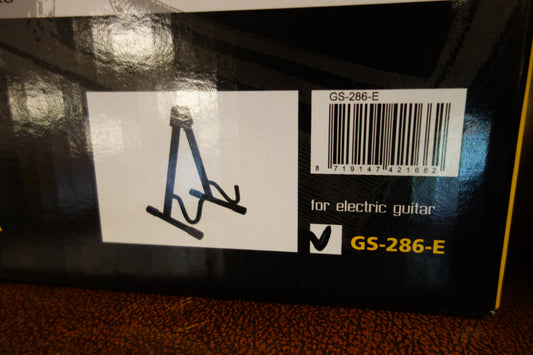 GS-286-E
8 719147 421662
for electric guitar
GS-286-E